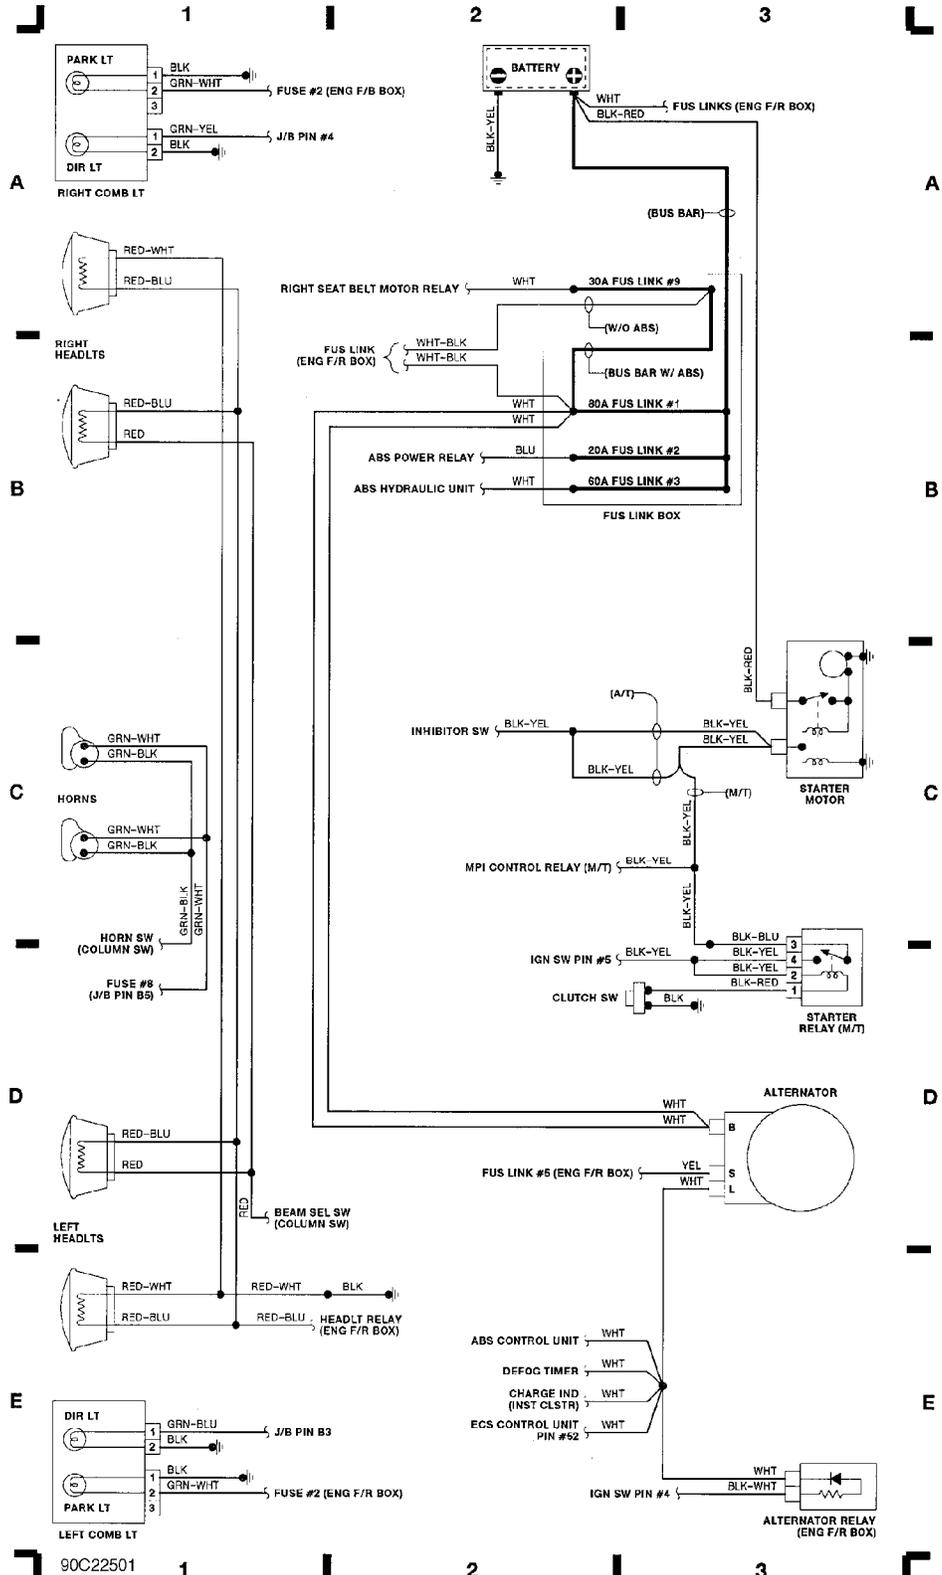 1 2 3
PARK LT
1 BLK
2 GRN-WHT FUSE #2 (ENG F/B BOX)
3
1 GRN-YEL J/B PIN #4
2 BLK
DIR LT
RIGHT COMB LT
BATTERY
BLK-YEL
WHT FUS LINKS (ENG F/R BOX)
BLK-RED
A A
(BUS BAR)
RED-WHT
RED-BLU
RIGHT SEAT BELT MOTOR RELAY WHT 30A FUS LINK #9
(W/O ABS)
RIGHT
HEADLTS
FUS LINK
(ENG F/R BOX)
WHT-BLK
WHT-BLK
(BUS BAR W/ ABS)
RED-BLU
RED
WHT 80A FUS LINK #1
WHT
ABS POWER RELAY BLU 20A FUS LINK #2
ABS HYDRAULIC UNIT WHT 60A FUS LINK #3
FUS LINK BOX
B B
BLK-RED
(A/T)
INHIBITOR SW BLK-YEL BLK-YEL
BLK-YEL
BLK-YEL
STARTER
MOTOR
(M/T)
BLK-YEL
GRN-WHT
GRN-BLK
HORNS
C C
GRN-WHT
GRN-BLK
GRN-BLK
GRN-WHT
MPI CONTROL RELAY (M/T) BLK-YEL
BLK-YEL
HORN SW
(COLUMN SW)
FUSE #8
(J/B PIN B5)
BLK-BLU 3
IGN SW PIN #5 BLK-YEL BLK-YEL 4
BLK-YEL 2
BLK-RED 1
CLUTCH SW BLK
STARTER
RELAY (M/T)
D D
ALTERNATOR
WHT
WHT B
FUS LINK #5 (ENG F/R BOX) YEL S
WHT L
RED-BLU
RED
RED
BEAM SEL SW
(COLUMN SW)
LEFT
HEADLTS
RED-WHT RED-WHT BLK
RED-BLU RED-BLU HEADLT RELAY
(ENG F/R BOX)
ABS CONTROL UNIT WHT
DEFOG TIMER WHT
CHARGE IND
(INST CLSTR) WHT
ECS CONTROL UNIT
PIN #52 WHT
E E
DIR LT
1 GRN-BLU J/B PIN B3
2 BLK
1 BLK
2 GRN-WHT FUSE #2 (ENG F/R BOX)
3
PARK LT
LEFT COMB LT
WHT
IGN SW PIN #4 BLK-WHT
ALTERNATOR RELAY
(ENG F/R BOX)
90C22501
1 2 3